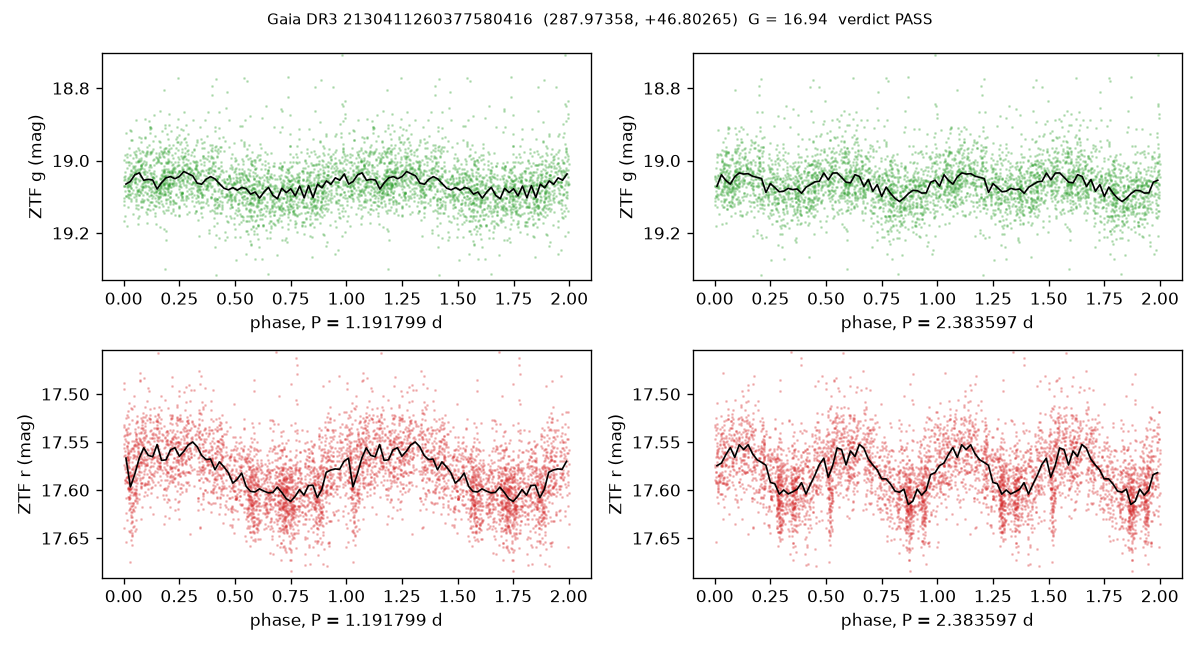 Gaia DR3 2130411260377580416 (287.97358, +46.80265) G = 16.94 verdict PASS
ZTF g (mag)
18.8
19.0
19.2
0.00 0.25 0.50 0.75 1.00 1.25 1.50 1.75 2.00
phase, P = 1.191799 d
ZTF g (mag)
18.8
19.0
19.2
0.00 0.25 0.50 0.75 1.00 1.25 1.50 1.75 2.00
phase, P = 2.383597 d
ZTF r (mag)
17.50
17.55
17.60
17.65
0.00 0.25 0.50 0.75 1.00 1.25 1.50 1.75 2.00
phase, P = 1.191799 d
ZTF r (mag)
17.50
17.55
17.60
17.65
0.00 0.25 0.50 0.75 1.00 1.25 1.50 1.75 2.00
phase, P = 2.383597 d